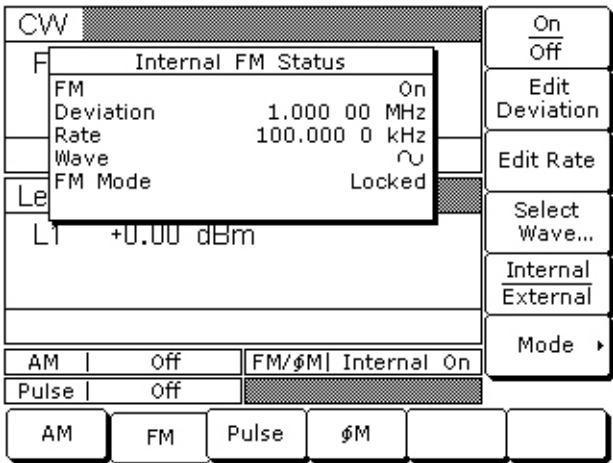 CW
F
Internal FM Status
FM On
Deviation 1.000 00 MHz
Rate 100.000 0 kHz
Wave
FM Mode Locked
Le
L1 +0.00 dBm
AM | Off
FM/ϕM| Internal On
Pulse | Off
On
Off
Edit
Deviation
Edit Rate
Select
Wave...
Internal
External
Mode
AM
FM
Pulse
ϕM